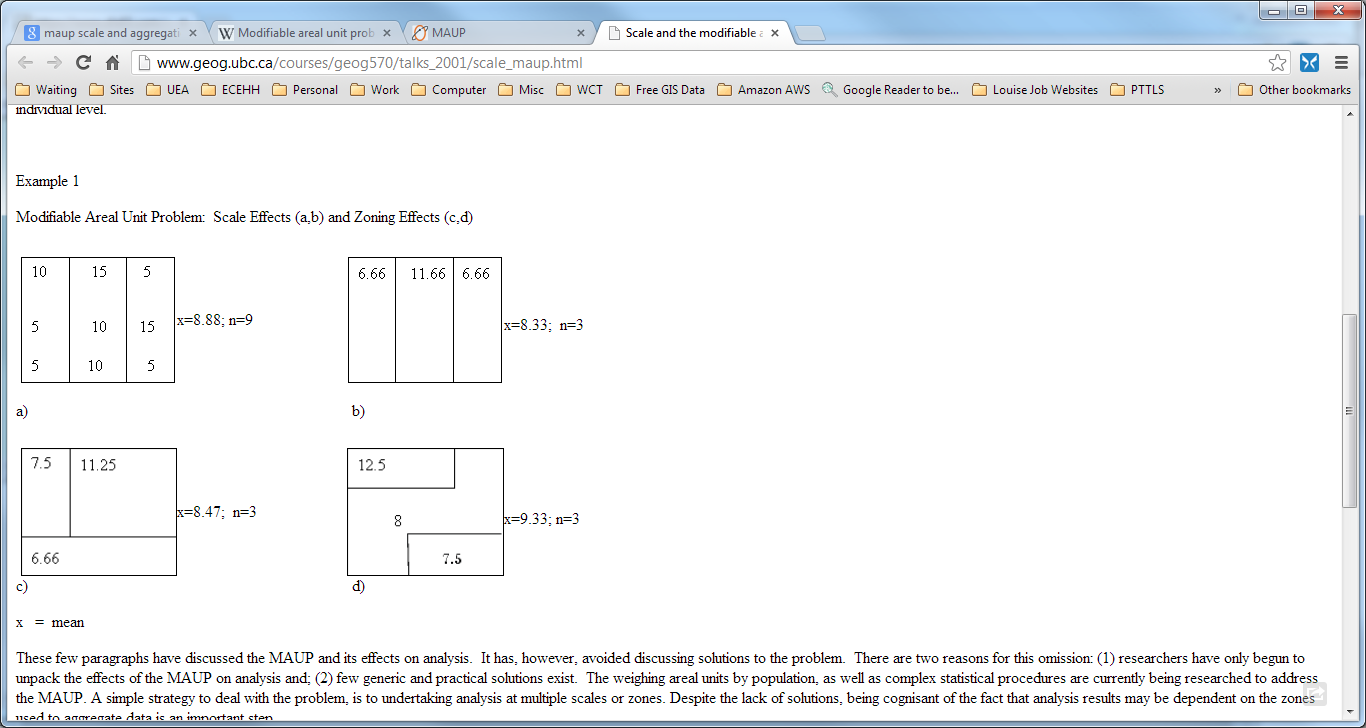 maup scale and aggregati
Modifiable areal unit prob
MAUP
Scale and the modifiable a
www.geog.ubc.ca/courses/geog570/talks_2001/scale_maup.html
Waiting Sites UEA ECEHH Personal Work Computer Misc WCT Free GIS Data Amazon AWS Google Reader to be... Louise Job Websites PTTLS » Other bookmarks
individual level.
Example 1
Modifiable Areal Unit Problem: Scale Effects (a,b) and Zoning Effects (c,d)
10 15 5
5 10 15
5 10 5
x=8.88; n=9
a)
6.66 11.66 6.66
x=8.33; n=3
b)
7.5 11.25
6.66
x=8.47; n=3
c)
12.5
8
7.5
x=9.33; n=3
d)
x = mean
These few paragraphs have discussed the MAUP and its effects on analysis. It has, however, avoided discussing solutions to the problem. There are two reasons for this omission: (1) researchers have only begun to
unpack the effects of the MAUP on analysis and; (2) few generic and practical solutions exist. The weighing areal units by population, as well as complex statistical procedures are currently being researched to address
the MAUP. A simple strategy to deal with the problem, is to undertaking analysis at multiple scales or zones. Despite the lack of solutions, being cognisant of the fact that analysis results may be dependent on the zones
used to aggregate data is an important step.